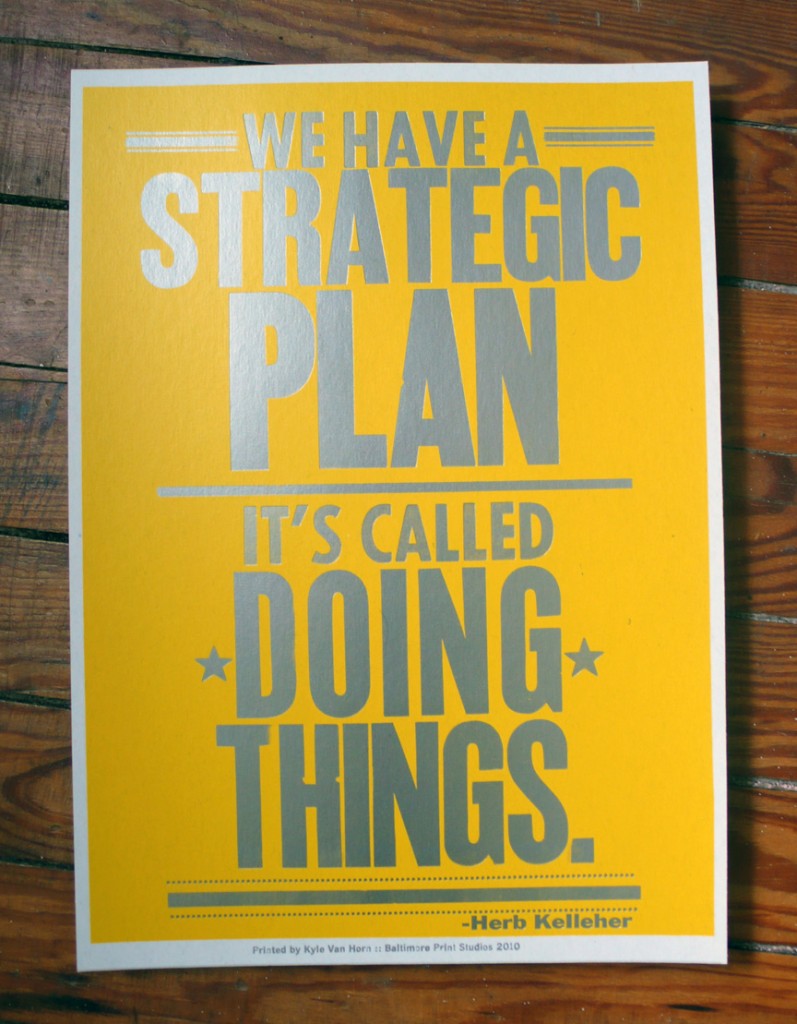 WE HAVE A
STRATEGIC
PLAN
IT'S CALLED
DOING
THINGS.
-Herb Kelleher
Printed by Kyle Van Horn :: Baltimore Print Studios 2010